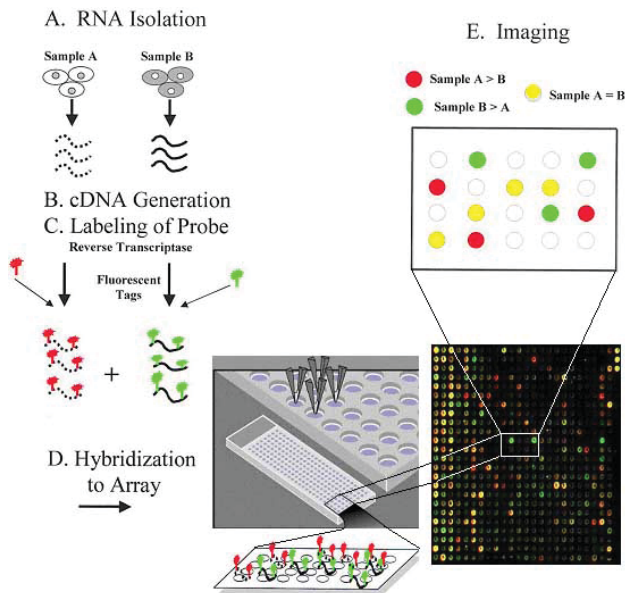 A. RNA Isolation
Sample A
Sample B
B. cDNA Generation
C. Labeling of Probe
Reverse Transcriptase
Fluorescent
Tags
+
D. Hybridization
to Array
E. Imaging
Sample A > B
Sample B > A
Sample A = B